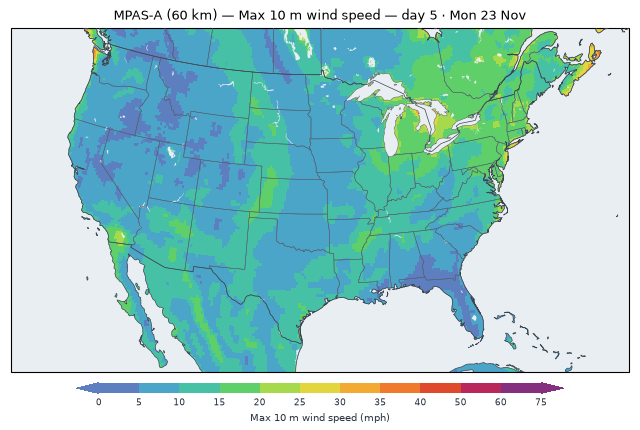 MPAS-A (60 km) — Max 10 m wind speed — day 5 · Mon 23 Nov
0 5 10 15 20 25 30 35 40 50 60 75
Max 10 m wind speed (mph)